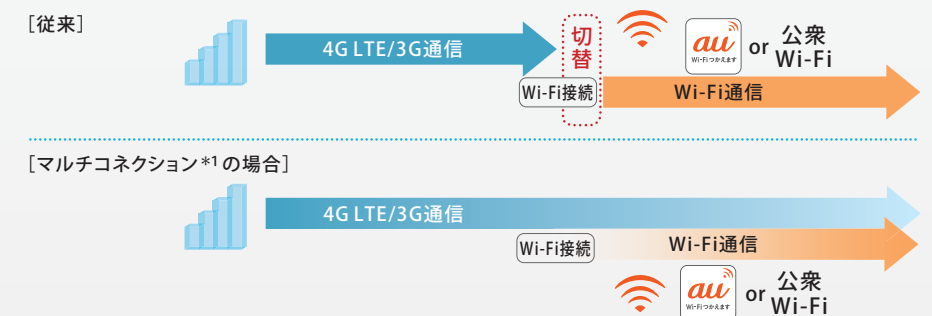 [従来]
4G LTE/3G通信
切替
au
Wi-Fiつかえます
or 公衆
Wi-Fi
Wi-Fi接続
Wi-Fi通信
[マルチコネクション*1の場合]
4G LTE/3G通信
Wi-Fi接続
Wi-Fi通信
au
Wi-Fiつかえます
or 公衆
Wi-Fi